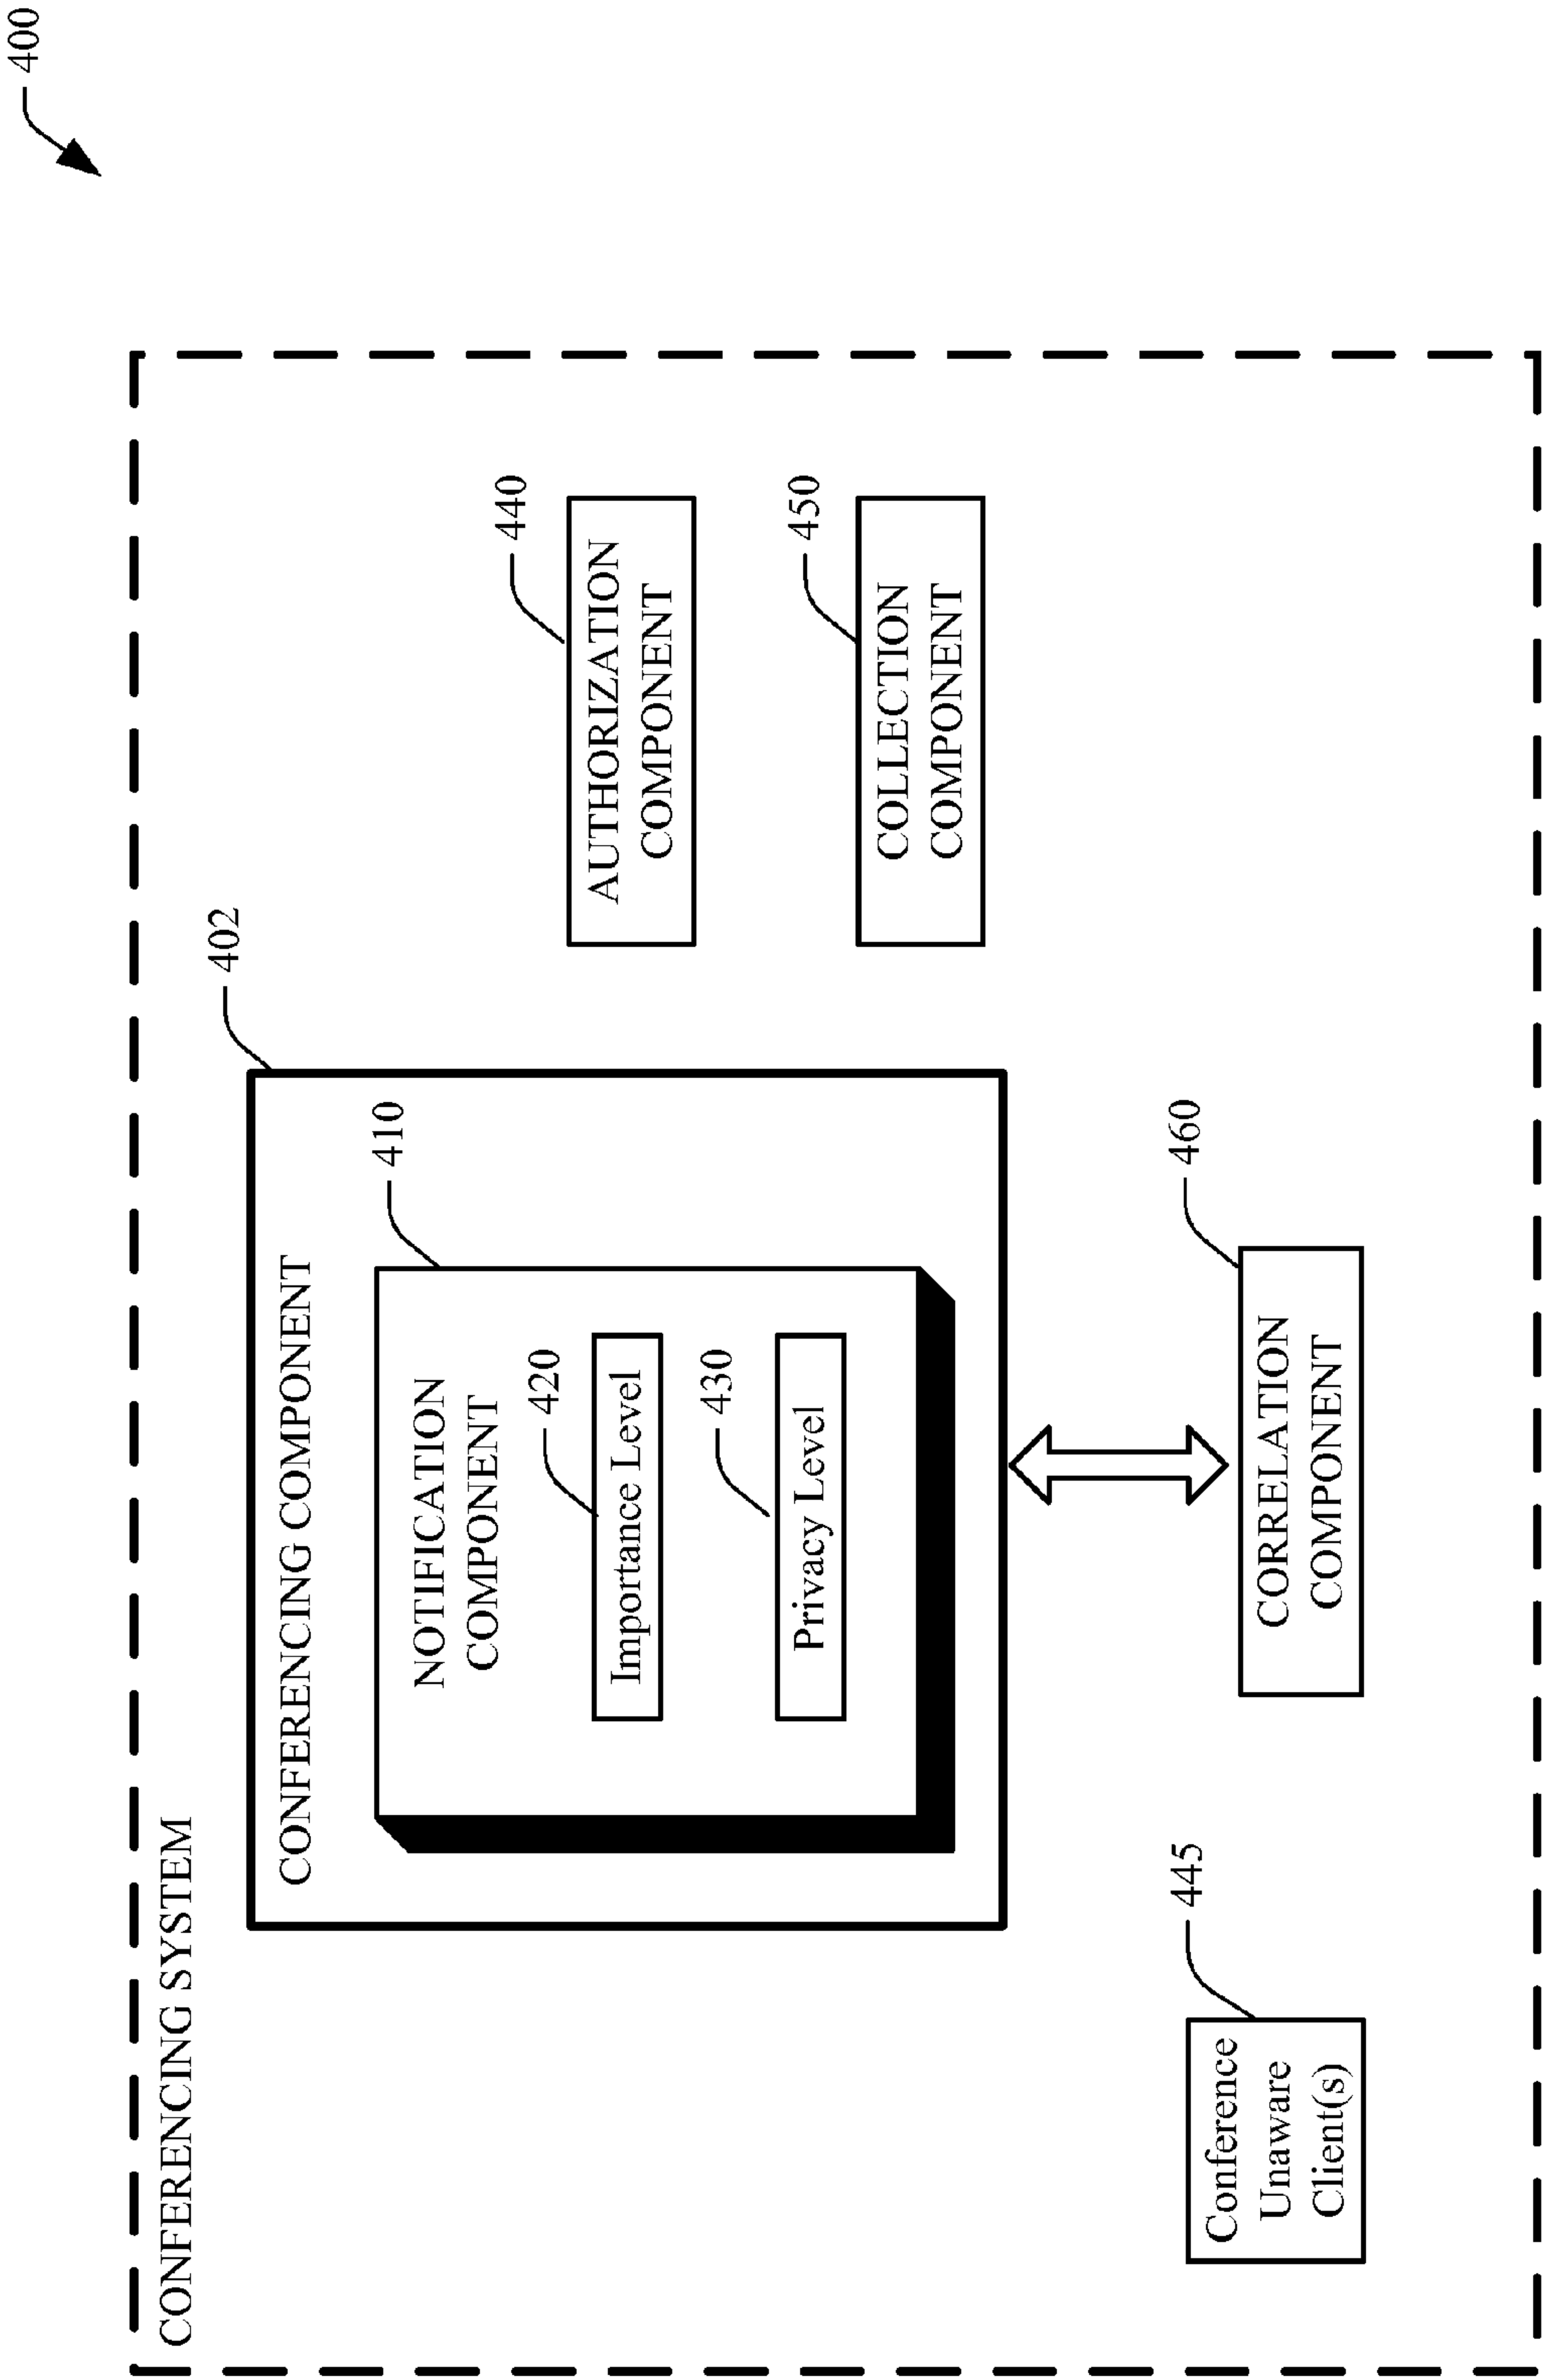 400
CONFERENCING SYSTEM
402
CONFERENCING COMPONENT
410
NOTIFICATION
COMPONENT
420
Importance Level
430
Privacy Level
440
AUTHORIZATION
COMPONENT
450
COLLECTION
COMPONENT
445
Conference
Unaware
Client(s)
460
CORRELATION
COMPONENT